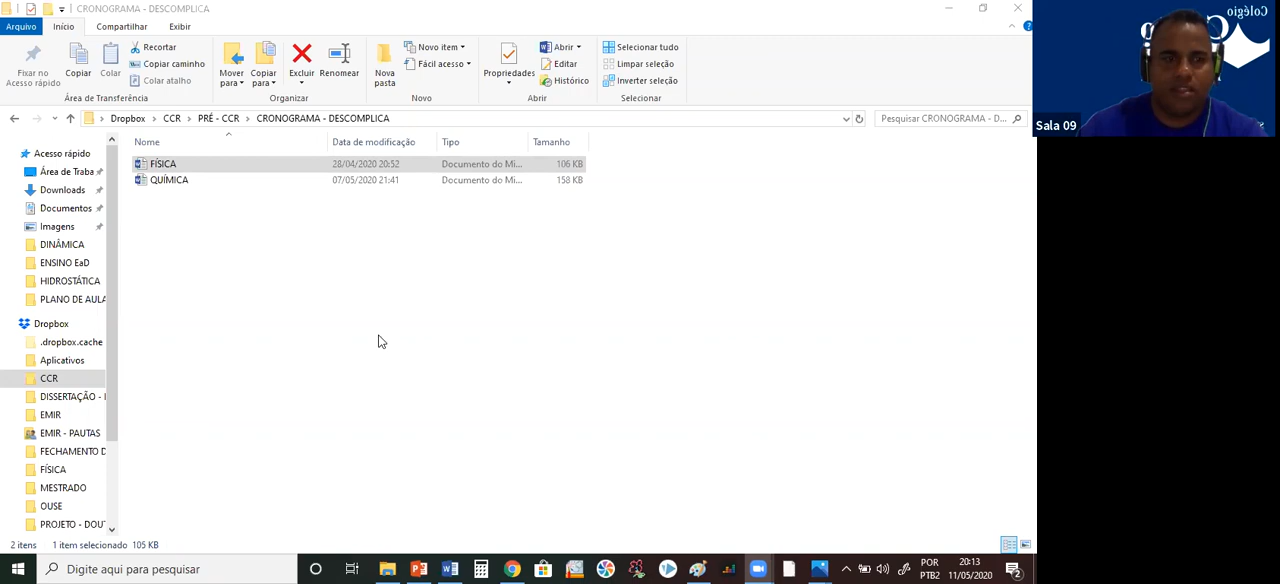 CRONOGRAMA - DESCOMPLICA
Arquivo Início Compartilhar Exibir
Fixar no Acesso rápido
Copiar
Colar
Recortar
Copiar caminho
Colar atalho
Mover para
Copiar para
Excluir
Renomear
Nova pasta
Novo item
Fácil acesso
Propriedades
Abrir
Editar
Histórico
Selecionar tudo
Limpar seleção
Inverter seleção
Área de Transferência Organizar Novo Abrir Selecionar
Dropbox > CCR > PRÉ - CCR > CRONOGRAMA - DESCOMPLICA
Pesquisar CRONOGRAMA - D...
Nome Data de modificação Tipo Tamanho
FÍSICA 28/04/2020 20:52 Documento do Mi... 106 KB
QUÍMICA 07/05/2020 21:41 Documento do Mi... 158 KB
Acesso rápido
Área de Traba
Downloads
Documentos
Imagens
DINÂMICA
ENSINO EaD
HIDROSTÁTICA
PLANO DE AULA
Dropbox
.dropbox.cache
Aplicativos
CCR
DISSERTAÇÃO -
EMIR
EMIR - PAUTAS
FECHAMENTO D
FÍSICA
MESTRADO
OUSE
PROJETO - DOUT
2 itens 1 item selecionado 105 KB
Digite aqui para pesquisar
POR
PTB2
20:13
11/05/2020
2
Colégio
Sala 09